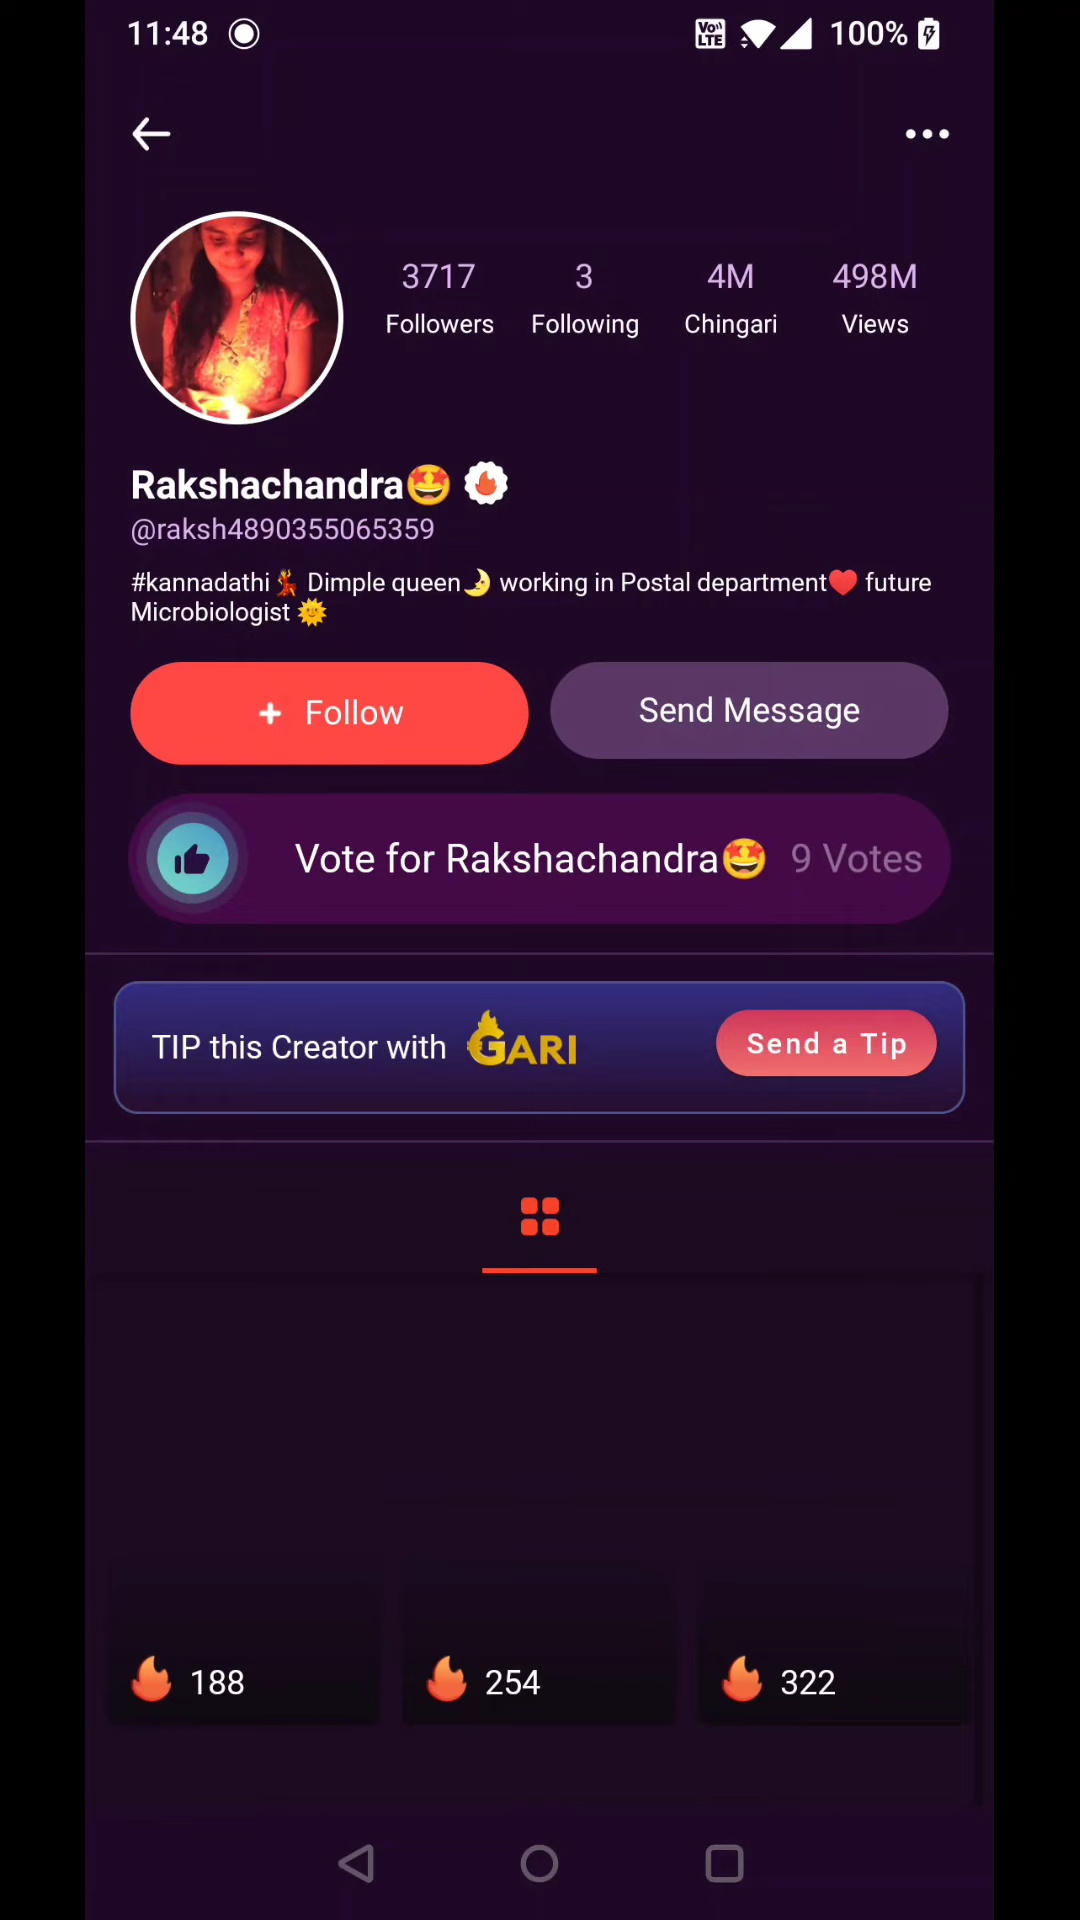 11:48 VoLTE 100%
3717 3 4M 498M
Followers Following Chingari Views
Rakshachandra🤩
@raksh4890355065359
#kannadathi💃 Dimple queen🌛 working in Postal department❤️ future
Microbiologist 🌞
+ Follow Send Message
Vote for Rakshachandra🤩 9 Votes
TIP this Creator with GARI Send a Tip
188 254 322